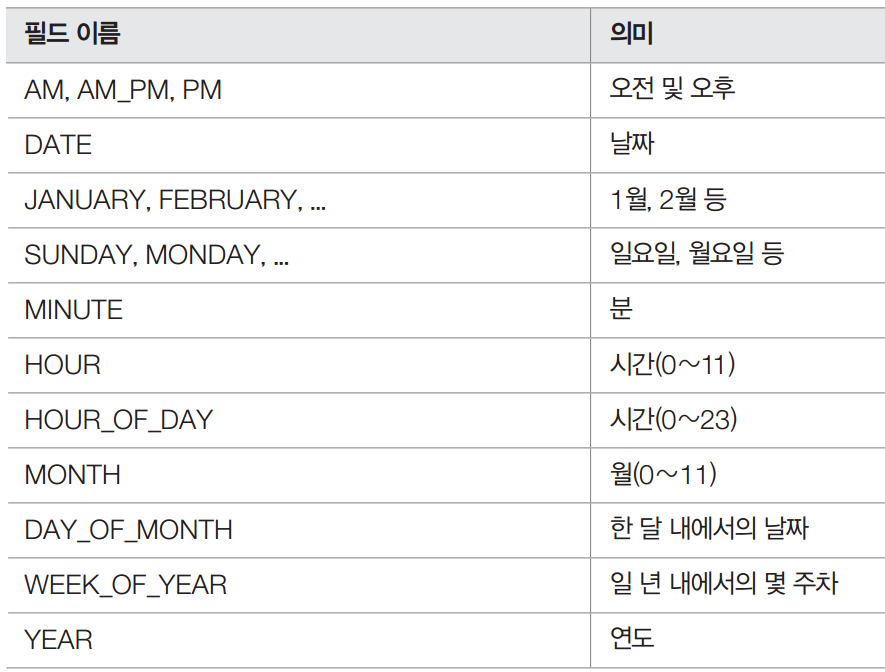 필드 이름 의미
AM, AM_PM, PM 오전 및 오후
DATE 날짜
JANUARY, FEBRUARY, ... 1월, 2월 등
SUNDAY, MONDAY, ... 일요일, 월요일 등
MINUTE 분
HOUR 시간(0~11)
HOUR_OF_DAY 시간(0~23)
MONTH 월(0~11)
DAY_OF_MONTH 한 달 내에서의 날짜
WEEK_OF_YEAR 일 년 내에서의 몇 주차
YEAR 연도